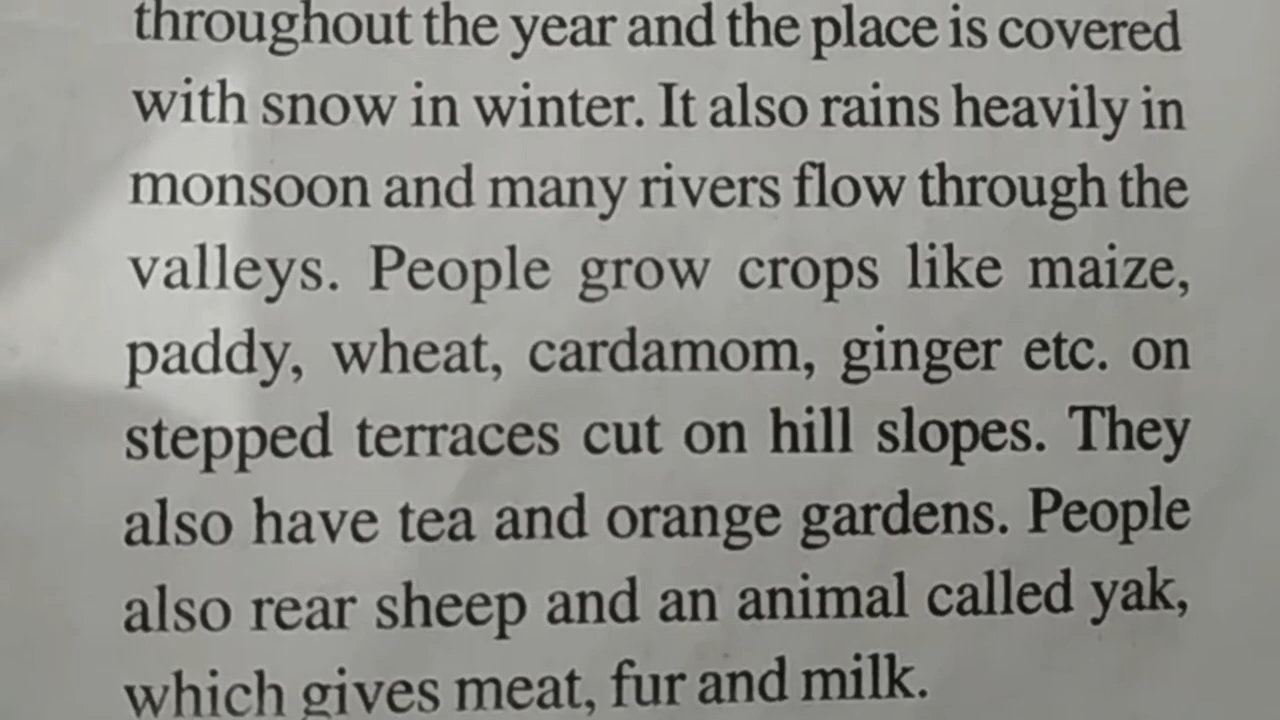 throughout the year and the place is covered
with snow in winter. It also rains heavily in
monsoon and many rivers flow through the
valleys. People grow crops like maize,
paddy, wheat, cardamom, ginger etc. on
stepped terraces cut on hill slopes. They
also have tea and orange gardens. People
also rear sheep and an animal called yak,
which gives meat, fur and milk.